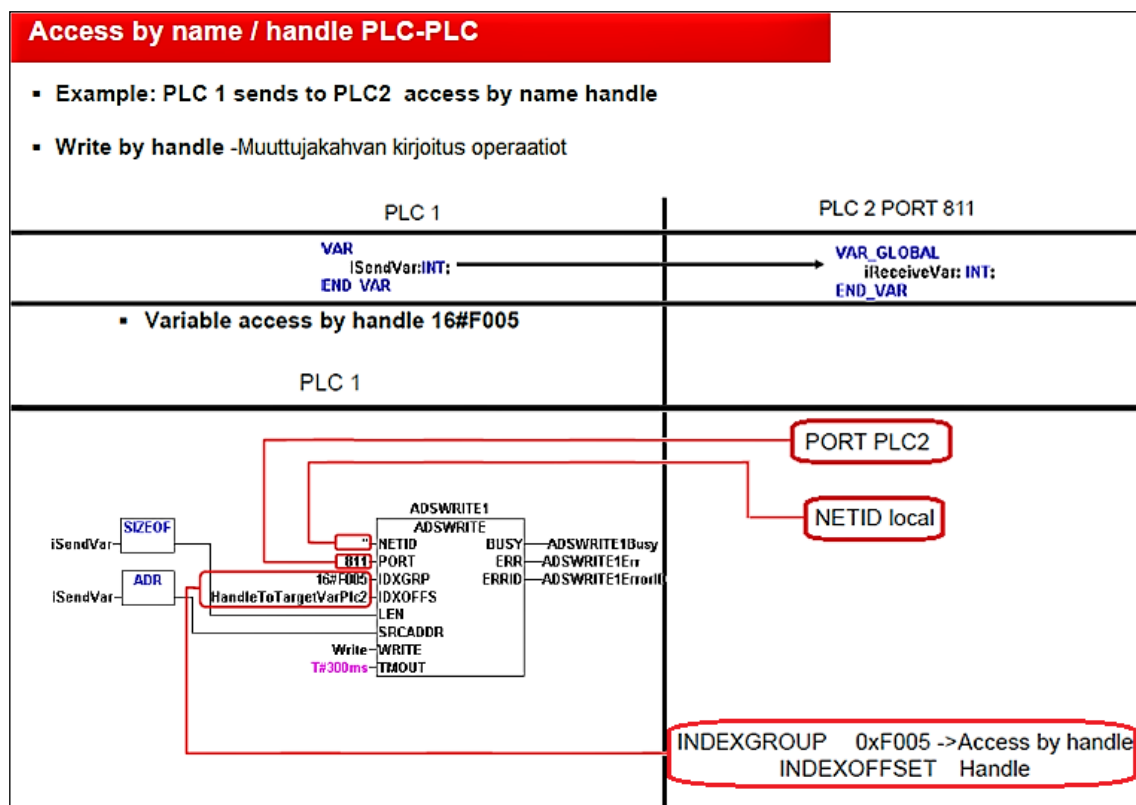 Access by name / handle PLC-PLC
▪ Example: PLC 1 sends to PLC2 access by name handle
▪ Write by handle -Muuttujakahvan kirjoitus operaatiot
PLC 1
PLC 2 PORT 811
VAR
iSendVar:INT;
END_VAR
VAR_GLOBAL
iReceiveVar: INT;
END_VAR
▪ Variable access by handle 16#F005
PLC 1
PORT PLC2
NETID local
ADSWRITE1
ADSWRITE
SIZEOF
iSendVar
ADR
iSendVar
'' NETID
811 PORT
16#F005 IDXGRP
HandleToTargetVarPlc2 IDXOFFS
LEN
SRCADDR
Write WRITE
T#300ms TMOUT
BUSY ADSWRITE1Busy
ERR ADSWRITE1Err
ERRID
INDEXGROUP 0xF005 ->Access by handle
INDEXOFFSET Handle